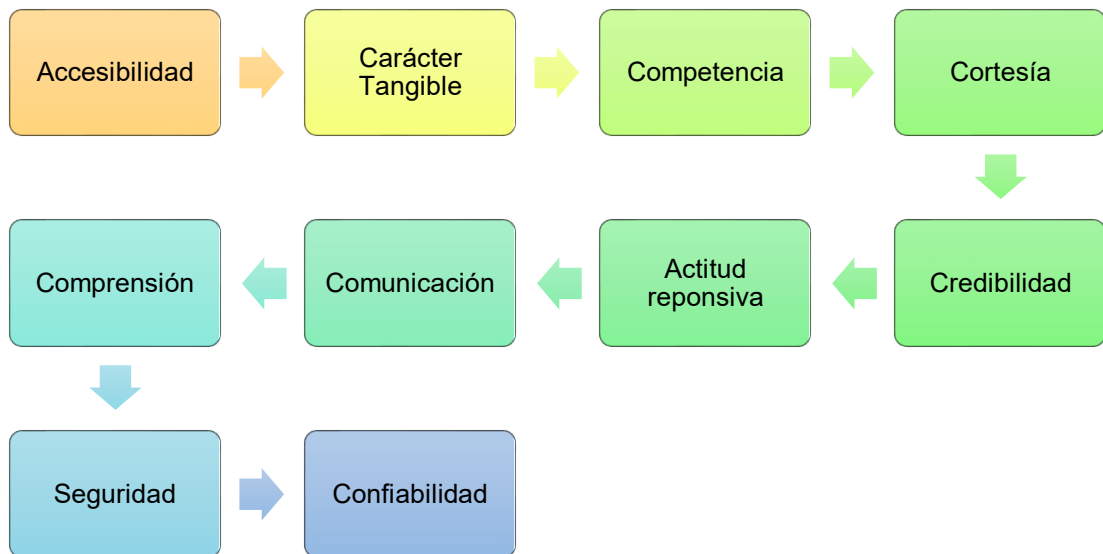 Accesibilidad
Carácter
Tangible
Competencia
Cortesía
Credibilidad
Actitud
reponsiva
Comunicación
Comprensión
Seguridad
Confiabilidad